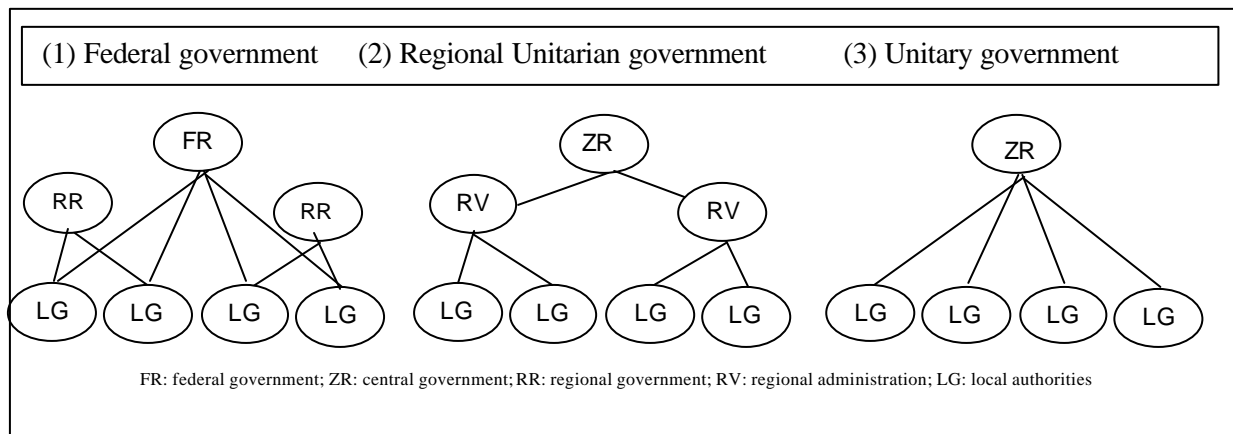 (1) Federal government (2) Regional Unitarian government (3) Unitary government
FR ZR ZR
RR RR RV RV
LG LG LG LG LG LG LG LG LG LG LG LG
FR: federal government; ZR: central government; RR: regional government; RV: regional administration; LG: local authorities